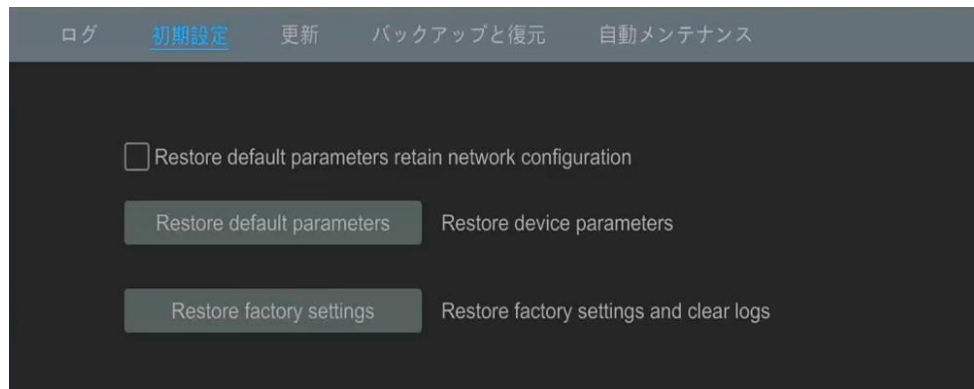 ログ 初期設定 更新 バックアップと復元 自動メンテナンス
Restore default parameters retain network configuration
Restore default parameters Restore device parameters
Restore factory settings Restore factory settings and clear logs